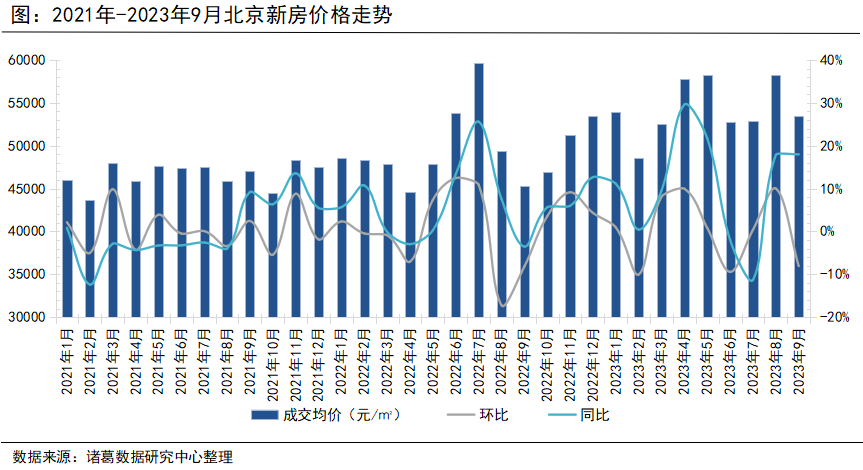 图：2021年-2023年9月北京新房价格走势
60000
55000
50000
45000
40000
35000
30000
40%
30%
20%
10%
0%
-10%
-20%
2021年1月
2021年2月
2021年3月
2021年4月
2021年5月
2021年6月
2021年7月
2021年8月
2021年9月
2021年10月
2021年11月
2021年12月
2022年1月
2022年2月
2022年3月
2022年4月
2022年5月
2022年6月
2022年7月
2022年8月
2022年9月
2022年10月
2022年11月
2022年12月
2023年1月
2023年2月
2023年3月
2023年4月
2023年5月
2023年6月
2023年7月
2023年8月
2023年9月
成交均价（元/㎡） 环比 同比
数据来源：诸葛数据研究中心整理